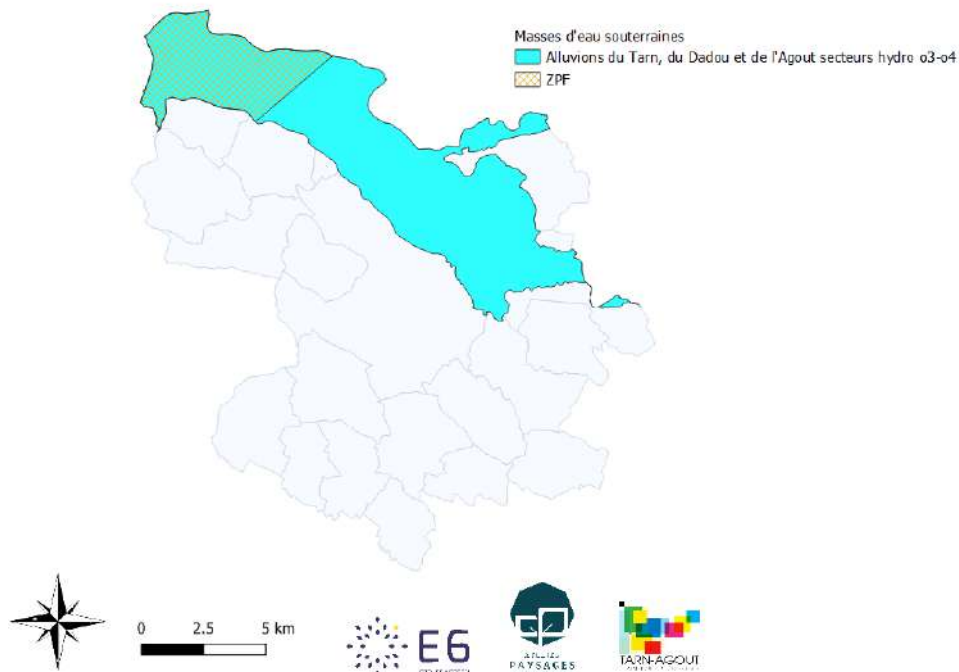 Masses d'eau souterraines
Alluvions du Tarn, du Dadou et de l'Agout secteurs hydro o3-o4
ZPF
0 2.5 5 km
E6
PAYSAGES
TARN-AGOUT